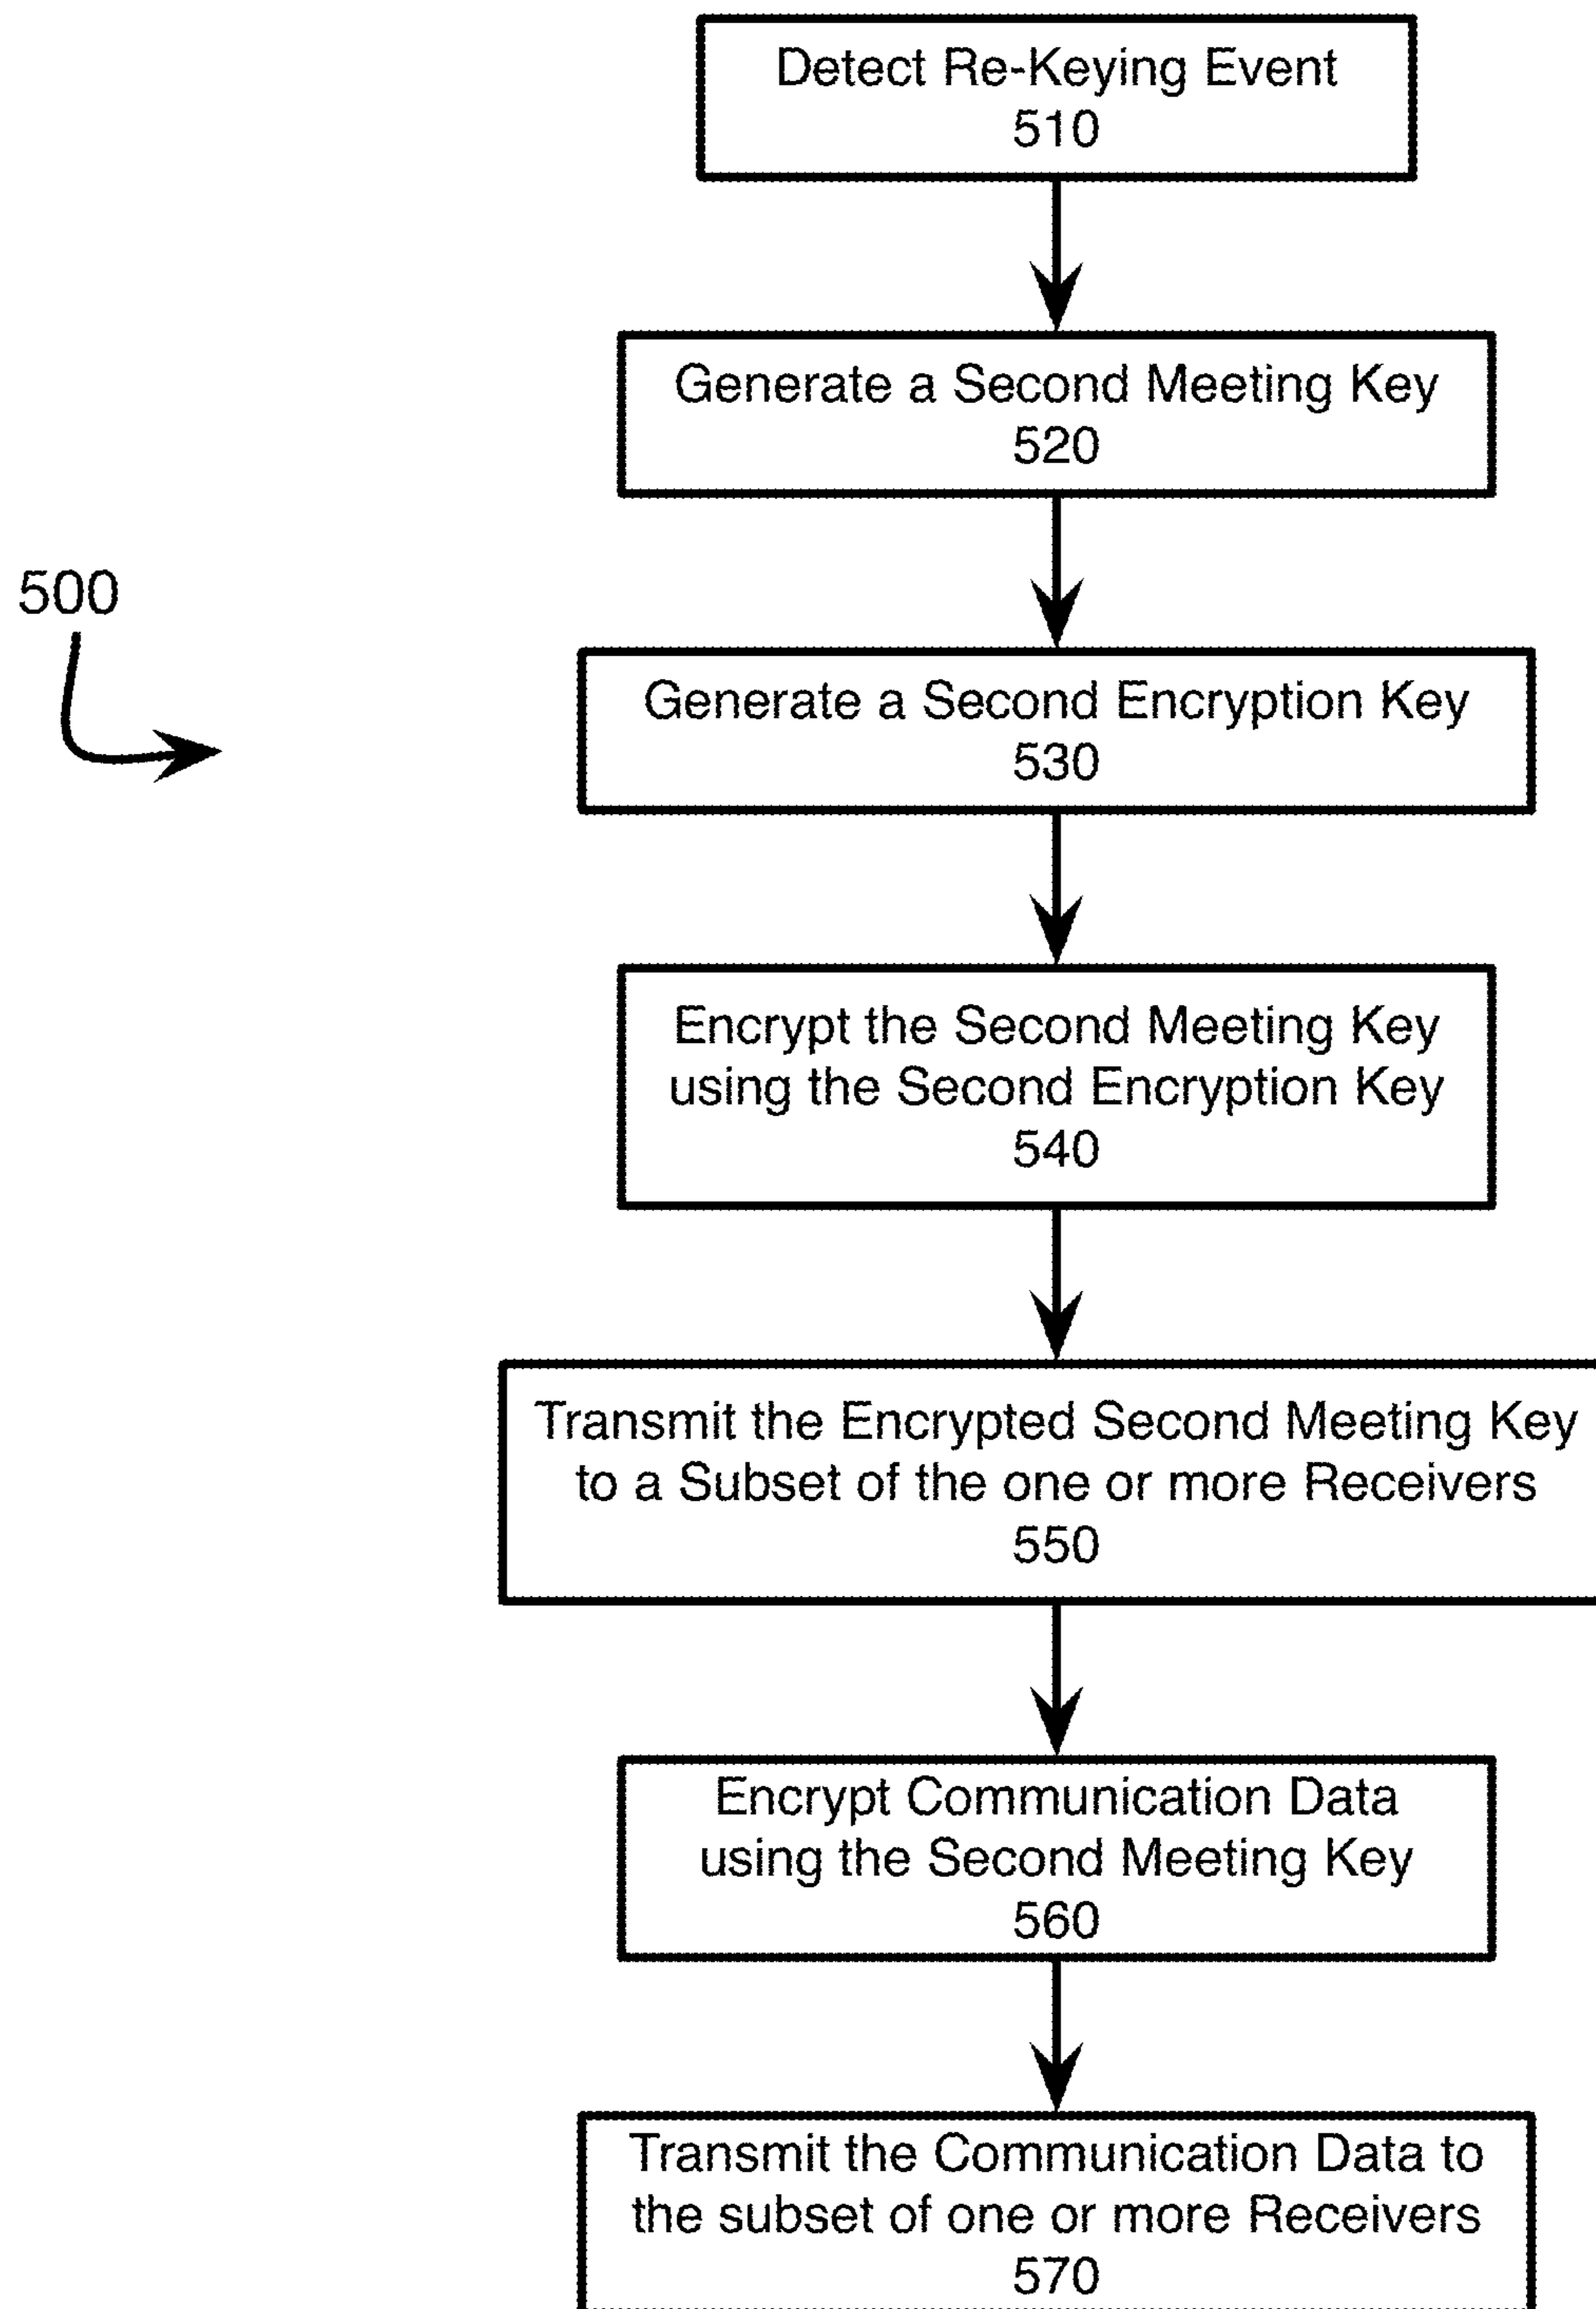 Detect Re-Keying Event
510
Generate a Second Meeting Key
520
500
Generate a Second Encryption Key
530
Encrypt the Second Meeting Key
using the Second Encryption Key
540
Transmit the Encrypted Second Meeting Key
to a Subset of the one or more Receivers
550
Encrypt Communication Data
using the Second Meeting Key
560
Transmit the Communication Data to
the subset of one or more Receivers
570